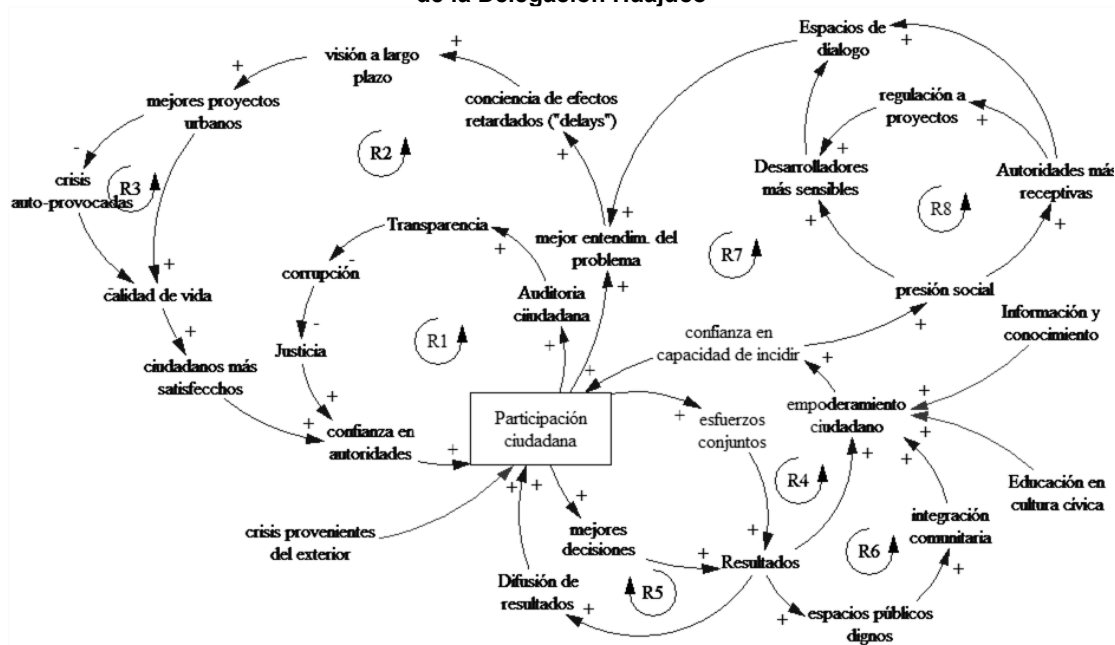 de la Delegación Huajuco
Espacios de
dialogo
visión a largo
plazo
mejores proyectos
urbanos
conciencia de efectos
retardados ("delays")
regulación a
proyectos
R2
crisis
auto-provocadas
R3
Desarrolladores
más sensibles
Autoridades más
receptivas
R8
Transparencia
mejor entendim. del
problema
R7
corrupción
calidad de vida
Auditoria
ciiudadana
presión social
R1
Información y
conocimiento
Justicia
confianza en
capacidad de incidir
ciudadanos más
satisfecchos
Participación
ciudadana
esfuerzos
conjuntos
empoderamiento
ciudadano
confianza en
autoridades
R4
Educación en
cultura cívica
crisis provenientes
del exterior
mejores
decisiones
integración
comunitaria
Resultados
R6
Difusión de
resultados
R5
espacios públicos
dignos